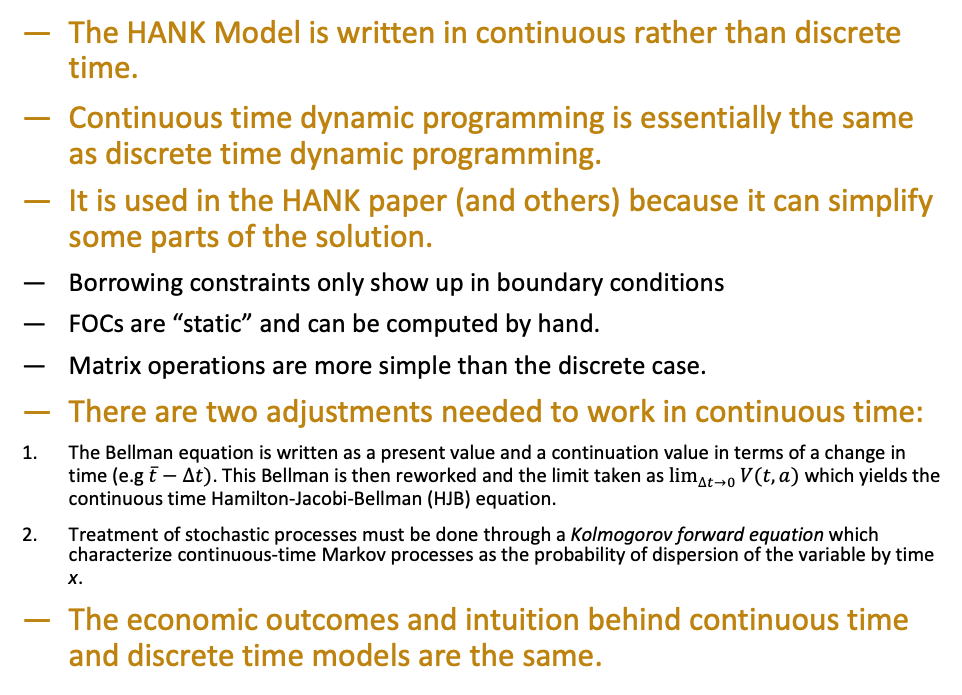 — The HANK Model is written in continuous rather than discrete
time.
— Continuous time dynamic programming is essentially the same
as discrete time dynamic programming.
— It is used in the HANK paper (and others) because it can simplify
some parts of the solution.
— Borrowing constraints only show up in boundary conditions
— FOCs are “static” and can be computed by hand.
— Matrix operations are more simple than the discrete case.
— There are two adjustments needed to work in continuous time:
1. The Bellman equation is written as a present value and a continuation value in terms of a change in
time (e.g t̄ − Δt). This Bellman is then reworked and the limit taken as lim_{Δt→0} V(t, a) which yields the
continuous time Hamilton-Jacobi-Bellman (HJB) equation.
2. Treatment of stochastic processes must be done through a Kolmogorov forward equation which
characterize continuous-time Markov processes as the probability of dispersion of the variable by time
x.
— The economic outcomes and intuition behind continuous time
and discrete time models are the same.